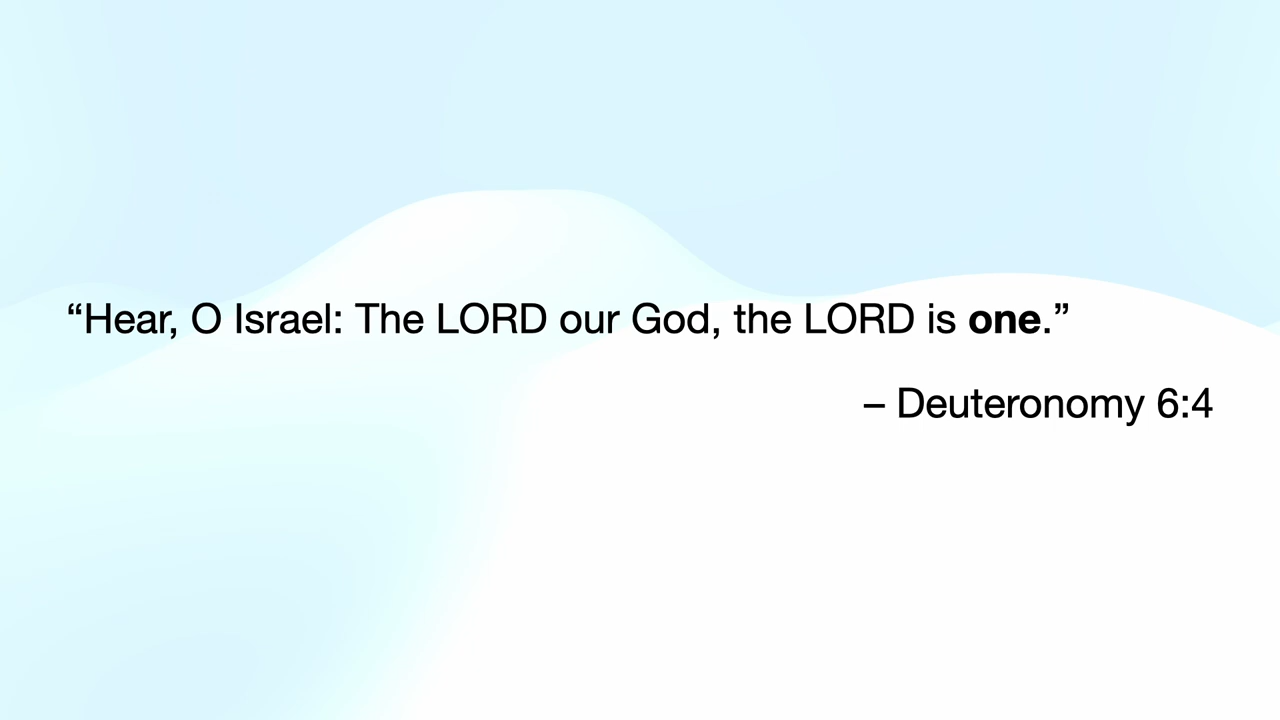 “Hear, O Israel: The LORD our God, the LORD is one.”
– Deuteronomy 6:4